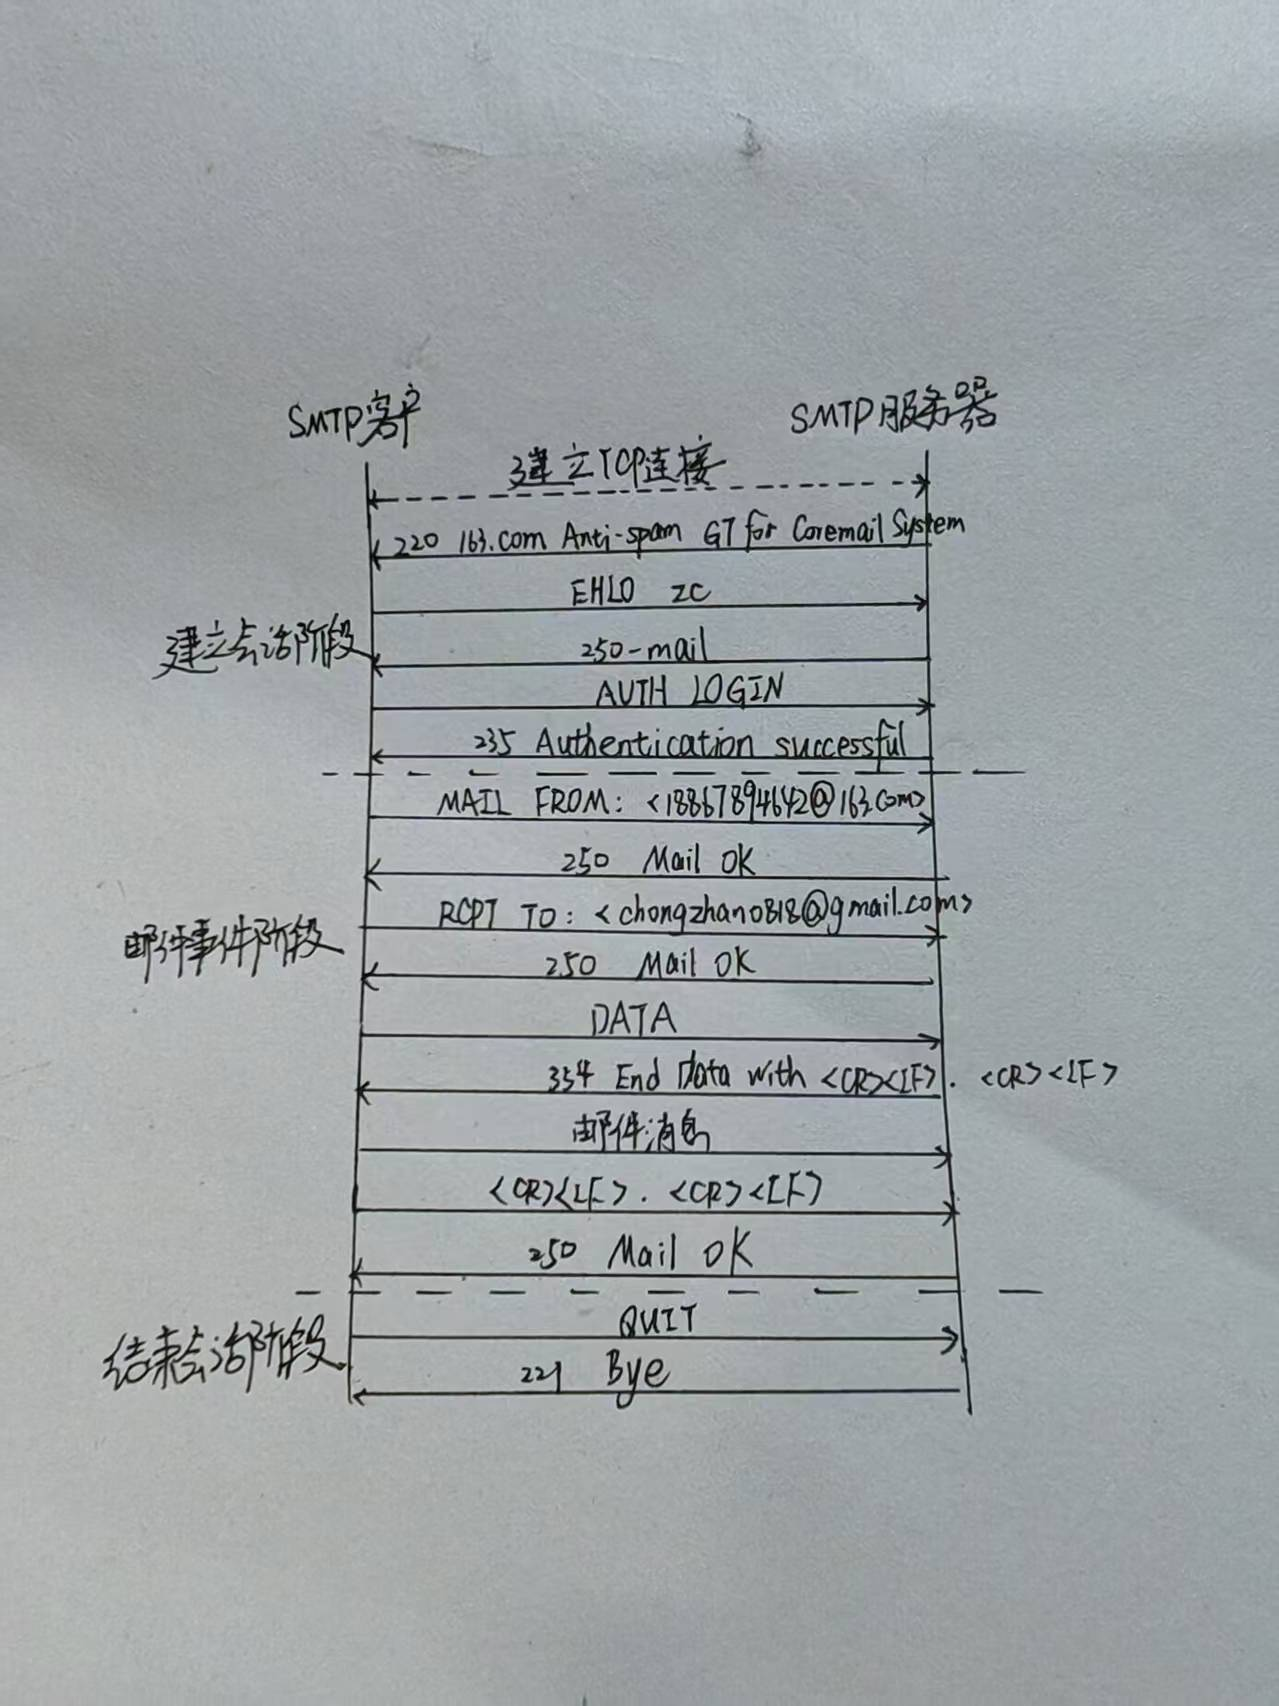 SMTP客户
SMTP服务器
建立TCP连接
220 163.com Anti-spam GT for Coremail System
EHLO zc
建立会话阶段
250-mail
AUTH LOGIN
235 Authentication successful
MAIL FROM: <18867894642@163.com>
250 Mail OK
RCPT TO: <chongzhan0818@gmail.com>
邮件事件阶段
250 Mail OK
DATA
354 End Data with <CR><LF>. <CR><LF>
邮件消息
<CR><LF>. <CR><LF>
250 Mail OK
QUIT
结束会话阶段
221 Bye